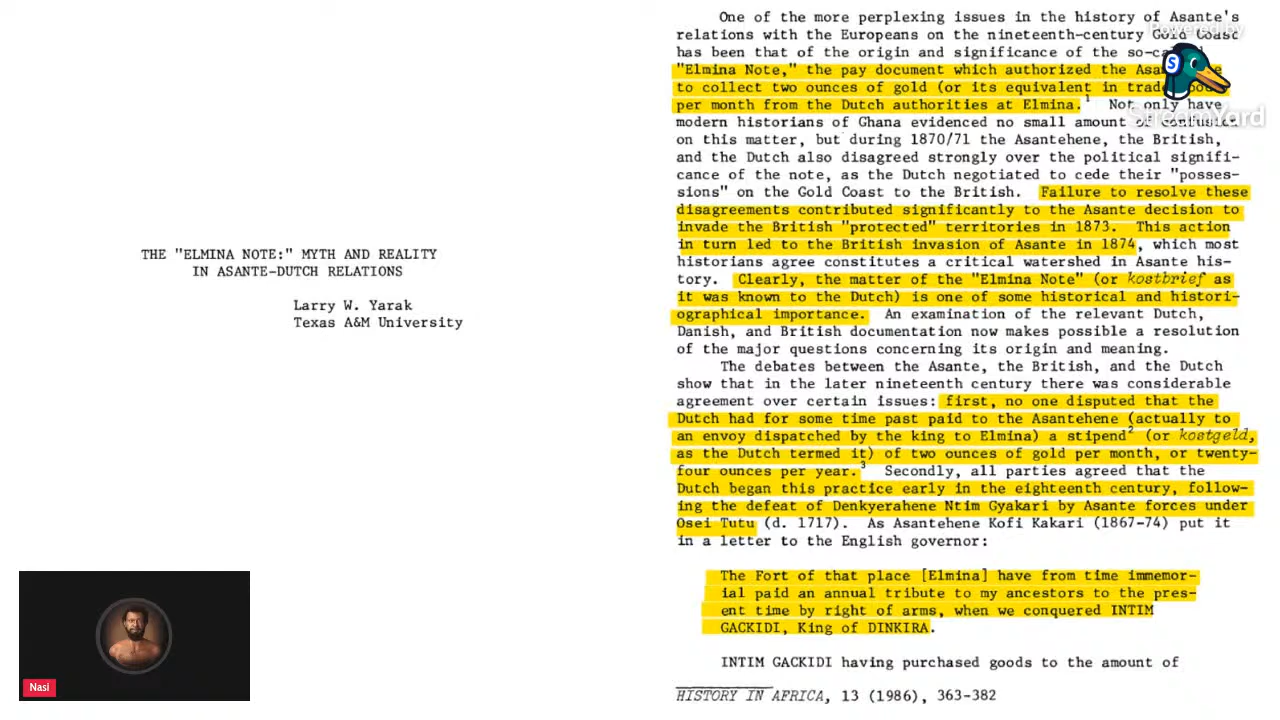 THE "ELMINA NOTE:" MYTH AND REALITY
IN ASANTE-DUTCH RELATIONS
Larry W. Yarak
Texas A&M University
One of the more perplexing issues in the history of Asante's
relations with the Europeans on the nineteenth-century Gold Coast
has been that of the origin and significance of the
"Elmina Note," the pay document which authorized the
to collect two ounces of gold (or its equivalent in
per month from the Dutch authorities at Elmina.1 Not only have
modern historians of Ghana evidenced no small amount of confusion
on this matter, but during 1870/71 the Asantehene, the British,
and the Dutch also disagreed strongly over the political signifi-
cance of the note, as the Dutch negotiated to cede their "posses-
sions" on the Gold Coast to the British. Failure to resolve these
disagreements contributed significantly to the Asante decision to
invade the British "protected" territories in 1873. This action
in turn led to the British invasion of Asante in 1874, which most
historians agree constitutes a critical watershed in Asante his-
tory. Clearly, the matter of the "Elmina Note" (or kostbrief as
it was known to the Dutch) is one of some historical and histori-
ographical importance. An examination of the relevant Dutch,
Danish, and British documentation now makes possible a resolution
of the major questions concerning its origin and meaning.
The debates between the Asante, the British, and the Dutch
show that in the later nineteenth century there was considerable
agreement over certain issues: first, no one disputed that the
Dutch had for some time past paid to the Asantehene (actually to
an envoy dispatched by the king to Elmina) a stipend2 (or kostgeld,
as the Dutch termed it) of two ounces of gold per month, or twenty-
four ounces per year.3 Secondly, all parties agreed that the
Dutch began this practice early in the eighteenth century, follow-
ing the defeat of Denkyerahene Ntim Gyakari by Asante forces under
Osei Tutu (d. 1717). As Asantehene Kofi Kakari (1867-74) put it
in a letter to the English governor:
The Fort of that place [Elmina] have from time immemor-
ial paid an annual tribute to my ancestors to the pres-
ent time by right of arms, when we conquered INTIM
GACKIDI, King of DINKIRA.
INTIM GACKIDI having purchased goods to the amount of
HISTORY IN AFRICA, 13 (1986), 363-382
Powered by
S
StreamYard
Nasi